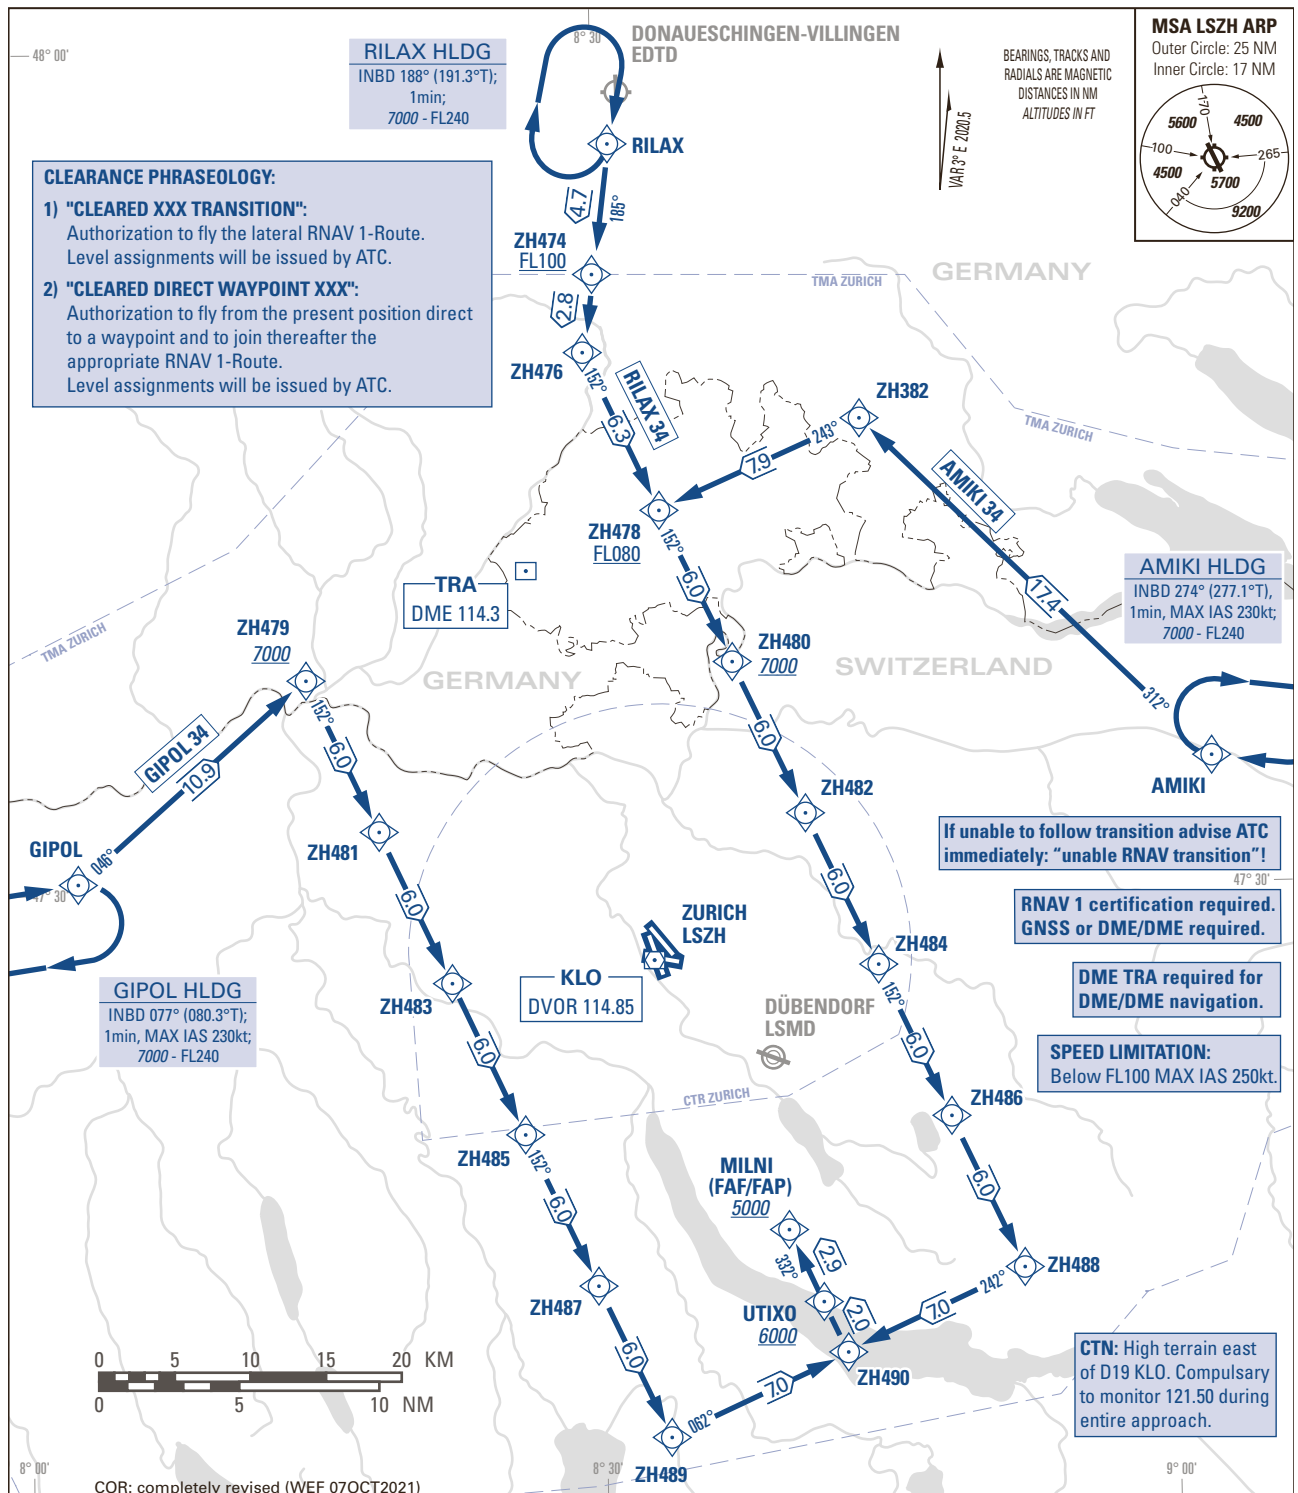 48° 00'
8° 30'
DONAUESCHINGEN-VILLINGEN
EDTD
RILAX HLDG
INBD 188° (191.3°T);
1min;
7000 - FL240
BEARINGS, TRACKS AND
RADIALS ARE MAGNETIC
DISTANCES IN NM
ALTITUDES IN FT
VAR 3° E 2020.5
MSA LSZH ARP
Outer Circle: 25 NM
Inner Circle: 17 NM
170
5600
4500
100
265
4500
5700
040
9200
RILAX
CLEARANCE PHRASEOLOGY:
1) "CLEARED XXX TRANSITION":
Authorization to fly the lateral RNAV 1-Route.
Level assignments will be issued by ATC.
2) "CLEARED DIRECT WAYPOINT XXX":
Authorization to fly from the present position direct
to a waypoint and to join thereafter the
appropriate RNAV 1-Route.
Level assignments will be issued by ATC.
4.7
185°
ZH474
FL100
GERMANY
TMA ZURICH
2.8
ZH476
152°
RILAX 34
6.3
ZH382
243°
7.9
TMA ZURICH
AMIKI 34
ZH478
FL080
152°
6.0
TRA
DME 114.3
17.4
AMIKI HLDG
INBD 274° (277.1°T),
1min, MAX IAS 230kt;
7000 - FL240
TMA ZURICH
ZH479
7000
ZH480
7000
GERMANY
SWITZERLAND
312°
152°
6.0
GIPOL 34
10.9
6.0
AMIKI
ZH482
ZH481
If unable to follow transition advise ATC
immediately: “unable RNAV transition”!
GIPOL
046°
47° 30'
47° 30'
6.0
6.0
RNAV 1 certification required.
GNSS or DME/DME required.
ZURICH
LSZH
ZH484
KLO
DVOR 114.85
GIPOL HLDG
INBD 077° (080.3°T);
1min, MAX IAS 230kt;
7000 - FL240
ZH483
152°
DME TRA required for
DME/DME navigation.
DÜBENDORF
LSMD
6.0
6.0
SPEED LIMITATION:
Below FL100 MAX IAS 250kt.
CTR ZURICH
ZH486
ZH485
152°
MILNI
(FAF/FAP)
5000
6.0
6.0
332°
2.9
ZH488
242°
ZH487
UTIXO
6000
2.0
7.0
6.0
ZH490
CTN: High terrain east
of D19 KLO. Compulsary
to monitor 121.50 during
entire approach.
0 5 10 15 20 KM
0 5 10 NM
7.0
062°
ZH489
8° 00'
8° 30'
9° 00'
COR: completely revised (WEF 07OCT2021)